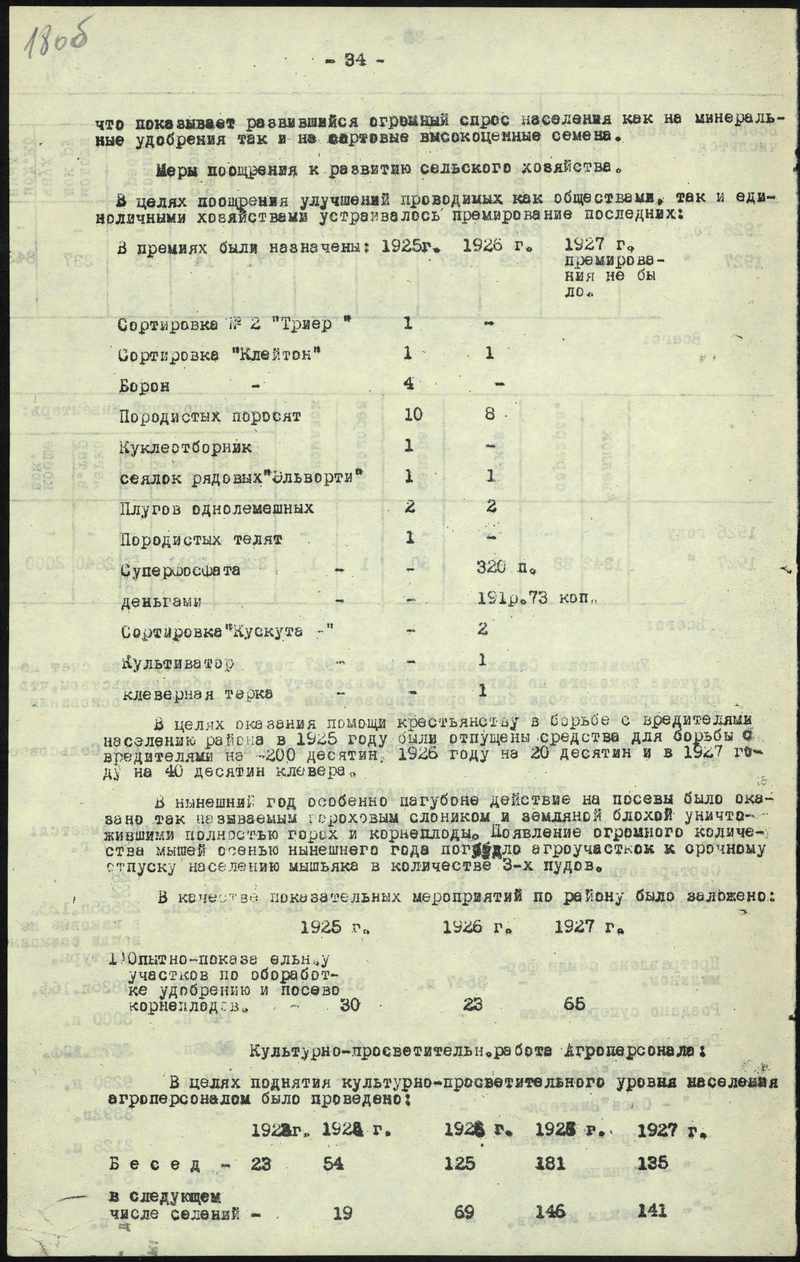 180б
- 34 -
что показывает развившийся огромный спрос населения как на минераль-
ные удобрения так и на сартовые высокоценные семена.
Меры поощрения к развитию сельского хозяйства.
В целях поощрения улучшений проводимых как обществами, так и еди-
ноличными хозяйствами устраивалось премирование последних:
В премиях были назначены: 1925г. 1926 г. 1927 г.
премирова-
ния не бы
ло.
Сортировка № 2 "Триер" 1 -
Сортировка "Клейтон" 1 1
Борон - 4 -
Породистых поросят 10 8
Куклеотборник 1 -
сеялок рядовых"Эльворти" 1 1
Плугов однолемешных 2 2
Породистых телят 1 -
Суперфосфата - - 320 п.
деньгами - - 191р.73 коп.
Сортировка"Кускута -" - 2
Культиватор - - 1
клеверная терка - - 1
В целях оказания помощи крестьянству в борьбе с вредителями
населению района в 1925 году были отпущены средства для борьбы с
вредителями на -200 десятин, 1926 году на 20 десятин и в 1927 го-
ду на 40 десятин клевера.
В нынешний год особенно пагубоне действие на посевы было ока-
зано так называемым гороховым слоником и земляной блохой уничто-
жившими полностью горох и корнеплоды. Появление огромного количе-
ства мышей осенью нынешнего года агроучасток к срочному
отпуску населению мышьяка в количестве 3-х пудов.
В качестве показательных мероприятий по району было заложено:
1925 г. 1926 г. 1927 г.
1)Опытно-показа ельн.у
участков по оборабот-
ке удобрению и посево
корнеплодов. - 30 23 65
Культурно-просветительн.работа Агроперсонала:
В целях поднятия культурно-просветительного уровня населения
агроперсоналом было проведено:
г. г. г. г. 1927 г.
Б е с е д - 23 54 125 181 135
в следующем
числе селений - 19 69 146 141